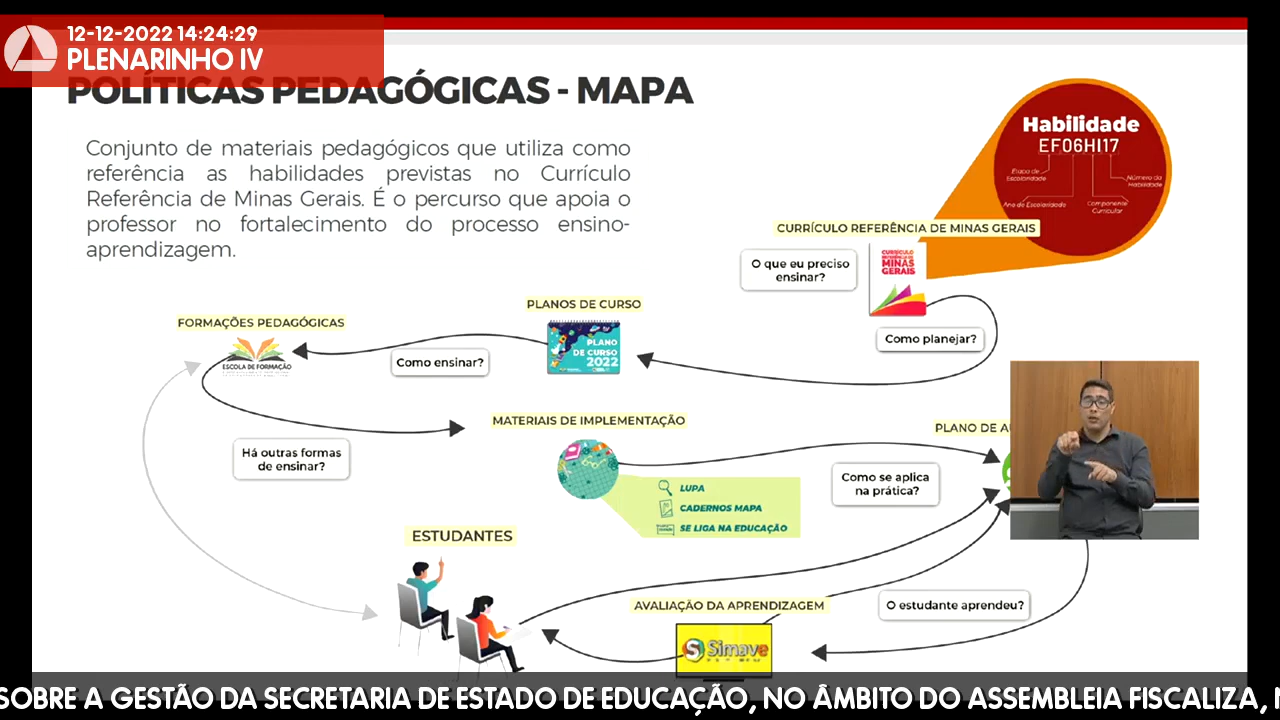 12-12-2022 14:24:29
PLENARINHO IV
POLÍTICAS PEDAGÓGICAS - MAPA
Conjunto de materiais pedagógicos que utiliza como
referência as habilidades previstas no Currículo
Referência de Minas Gerais. É o percurso que apoia o
professor no fortalecimento do processo ensino-
aprendizagem.
Habilidade
EF06HI17
Etapa de
Escolaridade
Número da
Habilidade
Ano de Escolaridade
Componente
Curricular
CURRÍCULO REFERÊNCIA DE MINAS GERAIS
CURRÍCULO
REFERÊNCIA DE
MINAS
GERAIS
O que eu preciso
ensinar?
Como planejar?
PLANOS DE CURSO
PLANO
DE CURSO
2022
Como ensinar?
FORMAÇÕES PEDAGÓGICAS
ESCOLA DE FORMAÇÃO
Há outras formas
de ensinar?
MATERIAIS DE IMPLEMENTAÇÃO
LUPA
CADERNOS MAPA
SE LIGA NA EDUCAÇÃO
Como se aplica
na prática?
PLANO DE
ESTUDANTES
AVALIAÇÃO DA APRENDIZAGEM
Simave
O estudante aprendeu?
SOBRE A GESTÃO DA SECRETARIA DE ESTADO DE EDUCAÇÃO, NO ÂMBITO DO ASSEMBLEIA FISCALIZA,